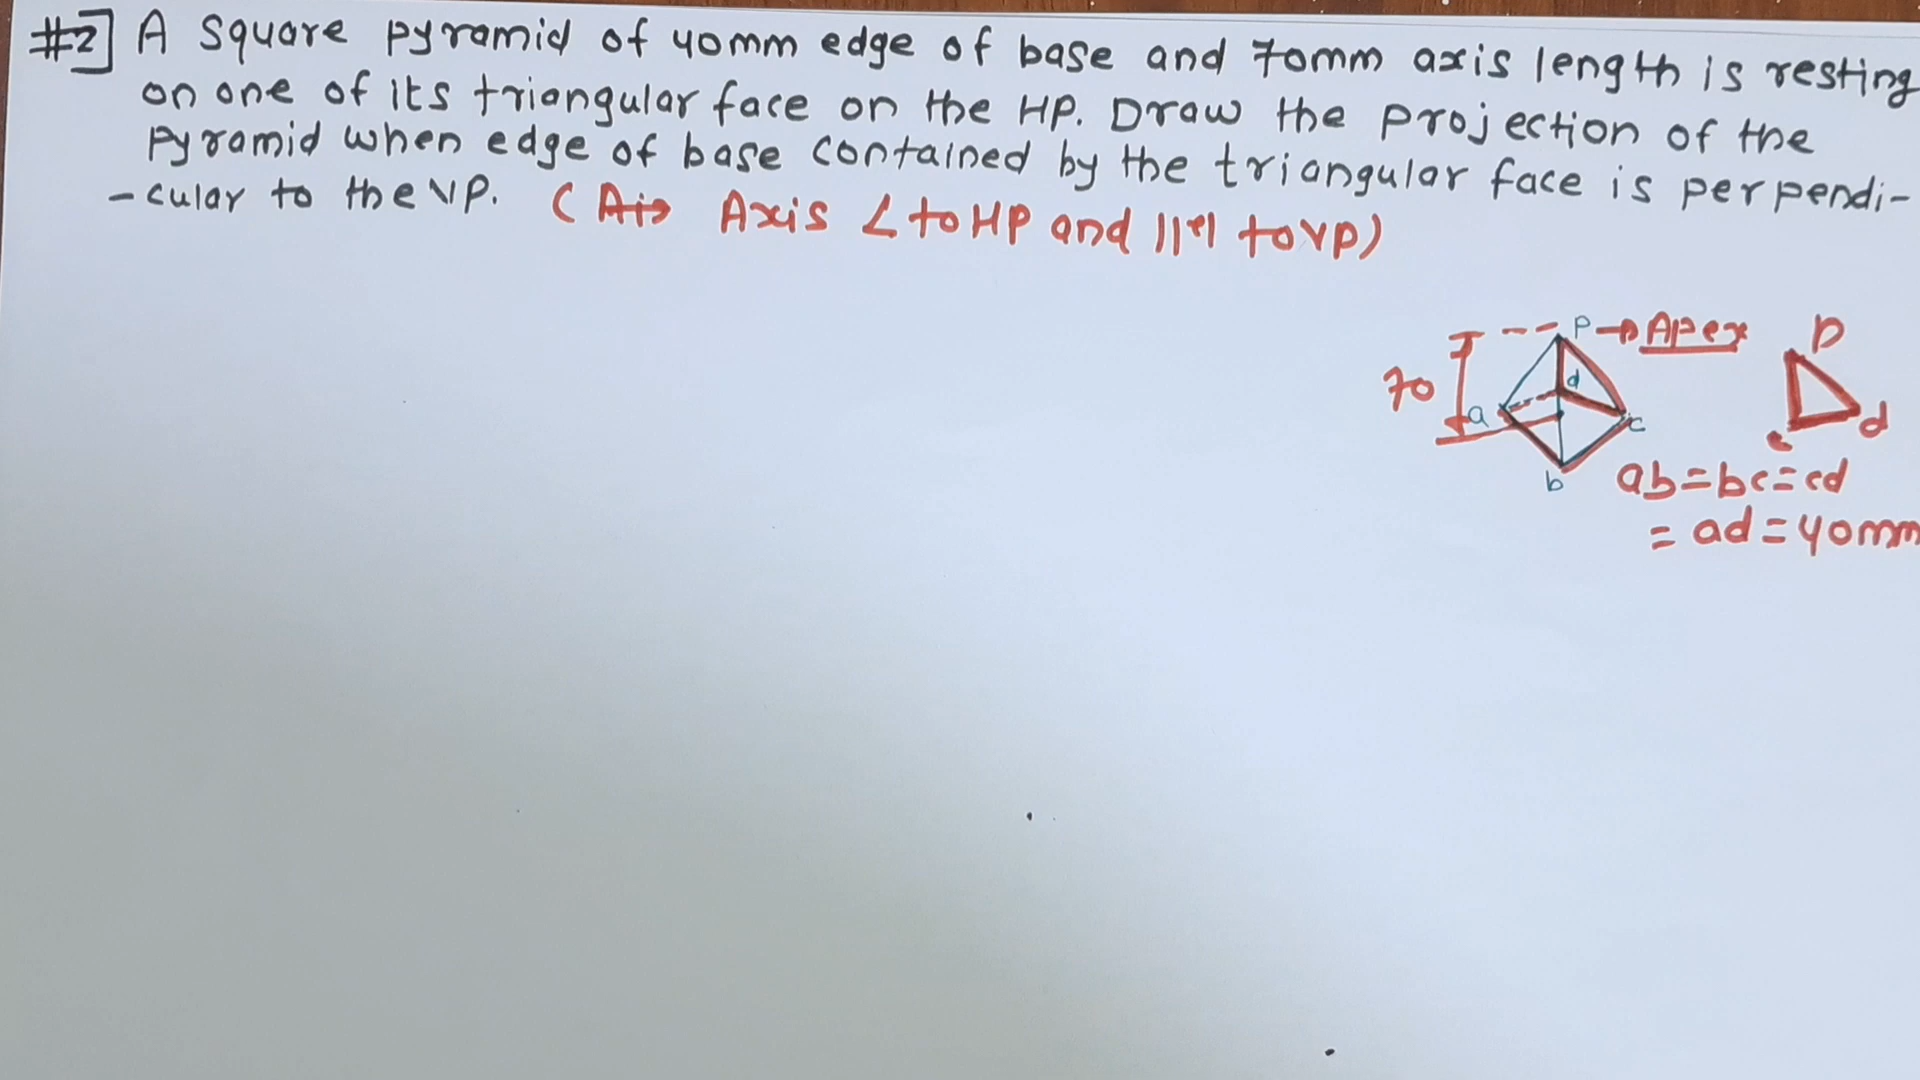 #2] A square pyramid of 40mm edge of base and 70mm axis length is resting
on one of its triangular face on the HP. Draw the projection of the
pyramid when edge of base contained by the triangular face is perpendi-
-cular to the VP. ( Axis ∠ to HP and ||el to VP)
P → Apex
p
70
d
a
c
d
c
b
ab=bc=cd
= ad=40mm